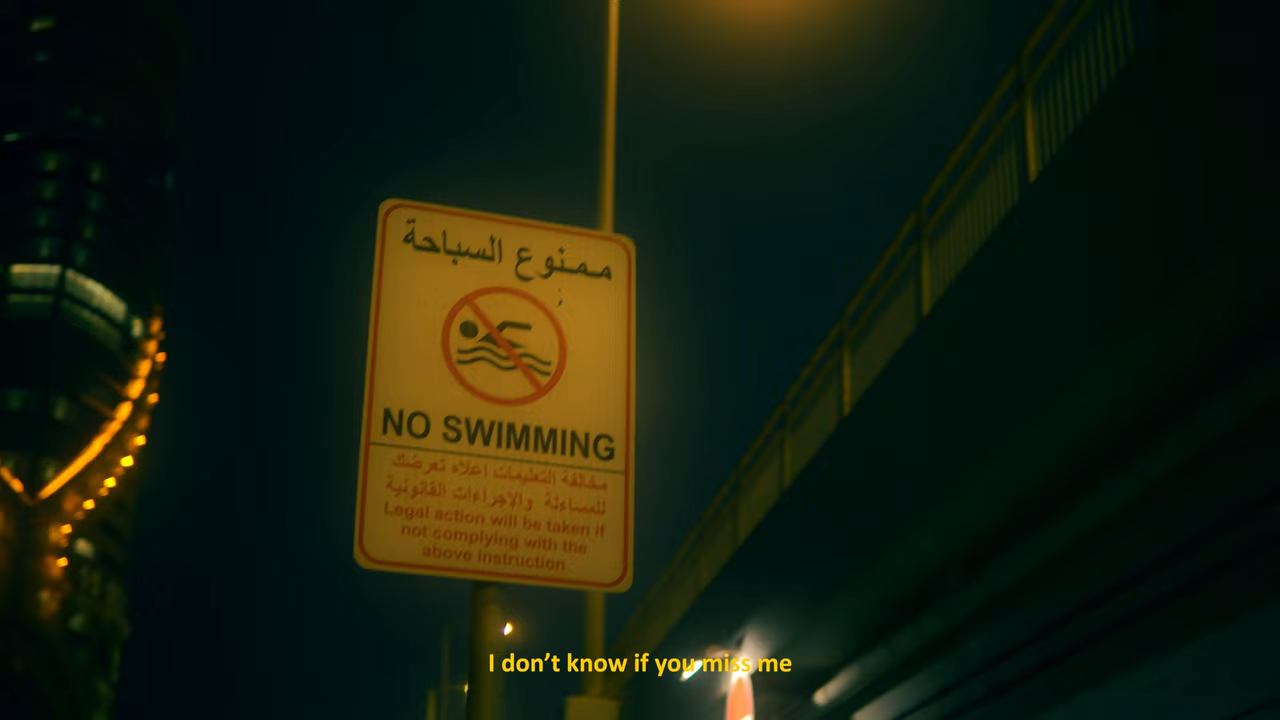 ممنوع السباحة
NO SWIMMING
مخالفة التعليمات اعلاه تعرضك
للمساءلة والإجراءات القانونية
Legal action will be taken if
not complying with the
above instruction
I don't know if you miss me